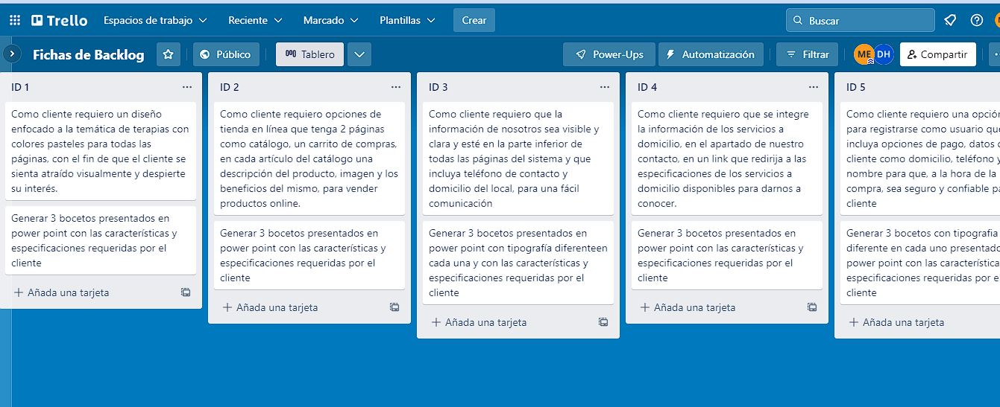 Trello Espacios de trabajo Reciente Marcado Plantillas Crear Buscar
Fichas de Backlog Público Tablero Power-Ups Automatización Filtrar ME DH Compartir
ID 1
Como cliente requiero un diseño
enfocado a la temática de terapias con
colores pasteles para todas las
páginas, con el fin de que el cliente se
sienta atraído visualmente y despierte
su interés.
Generar 3 bocetos presentados en
power point con las características y
especificaciones requeridas por el
cliente
+ Añada una tarjeta
ID 2
Como cliente requiero opciones de
tienda en línea que tenga 2 páginas
como catálogo, un carrito de compras,
en cada artículo del catálogo una
descripción del producto, imagen y los
beneficios del mismo, para vender
productos online.
Generar 3 bocetos presentados en
power point con las características y
especificaciones requeridas por el
cliente
+ Añada una tarjeta
ID 3
Como cliente requiero que la
información de nosotros sea visible y
clara y esté en la parte inferior de
todas las páginas del sistema y que
incluya teléfono de contacto y
domicilio del local, para una fácil
comunicación
Generar 3 bocetos presentados en
power point con tipografía diferenteen
cada una y con las características y
especificaciones requeridas por el
cliente
+ Añada una tarjeta
ID 4
Como cliente requiero que se integre
la información de los servicios a
domicilio, en el apartado de nuestro
contacto, en un link que redirija a las
especificaciones de los servicios a
domicilio disponibles para darnos a
conocer.
Generar 3 bocetos presentados en
power point con las características y
especificaciones requeridas por el
cliente
+ Añada una tarjeta
ID 5
Como cliente requiero una opción
para registrarse como usuario que
incluya opciones de pago, datos
cliente como domicilio, teléfono y
nombre para que, a la hora de la
compra, sea seguro y confiable
cliente
Generar 3 bocetos con tipografia
diferente en cada uno
power point con las
especificaciones requeridas por
cliente
+ Añada una tarjeta